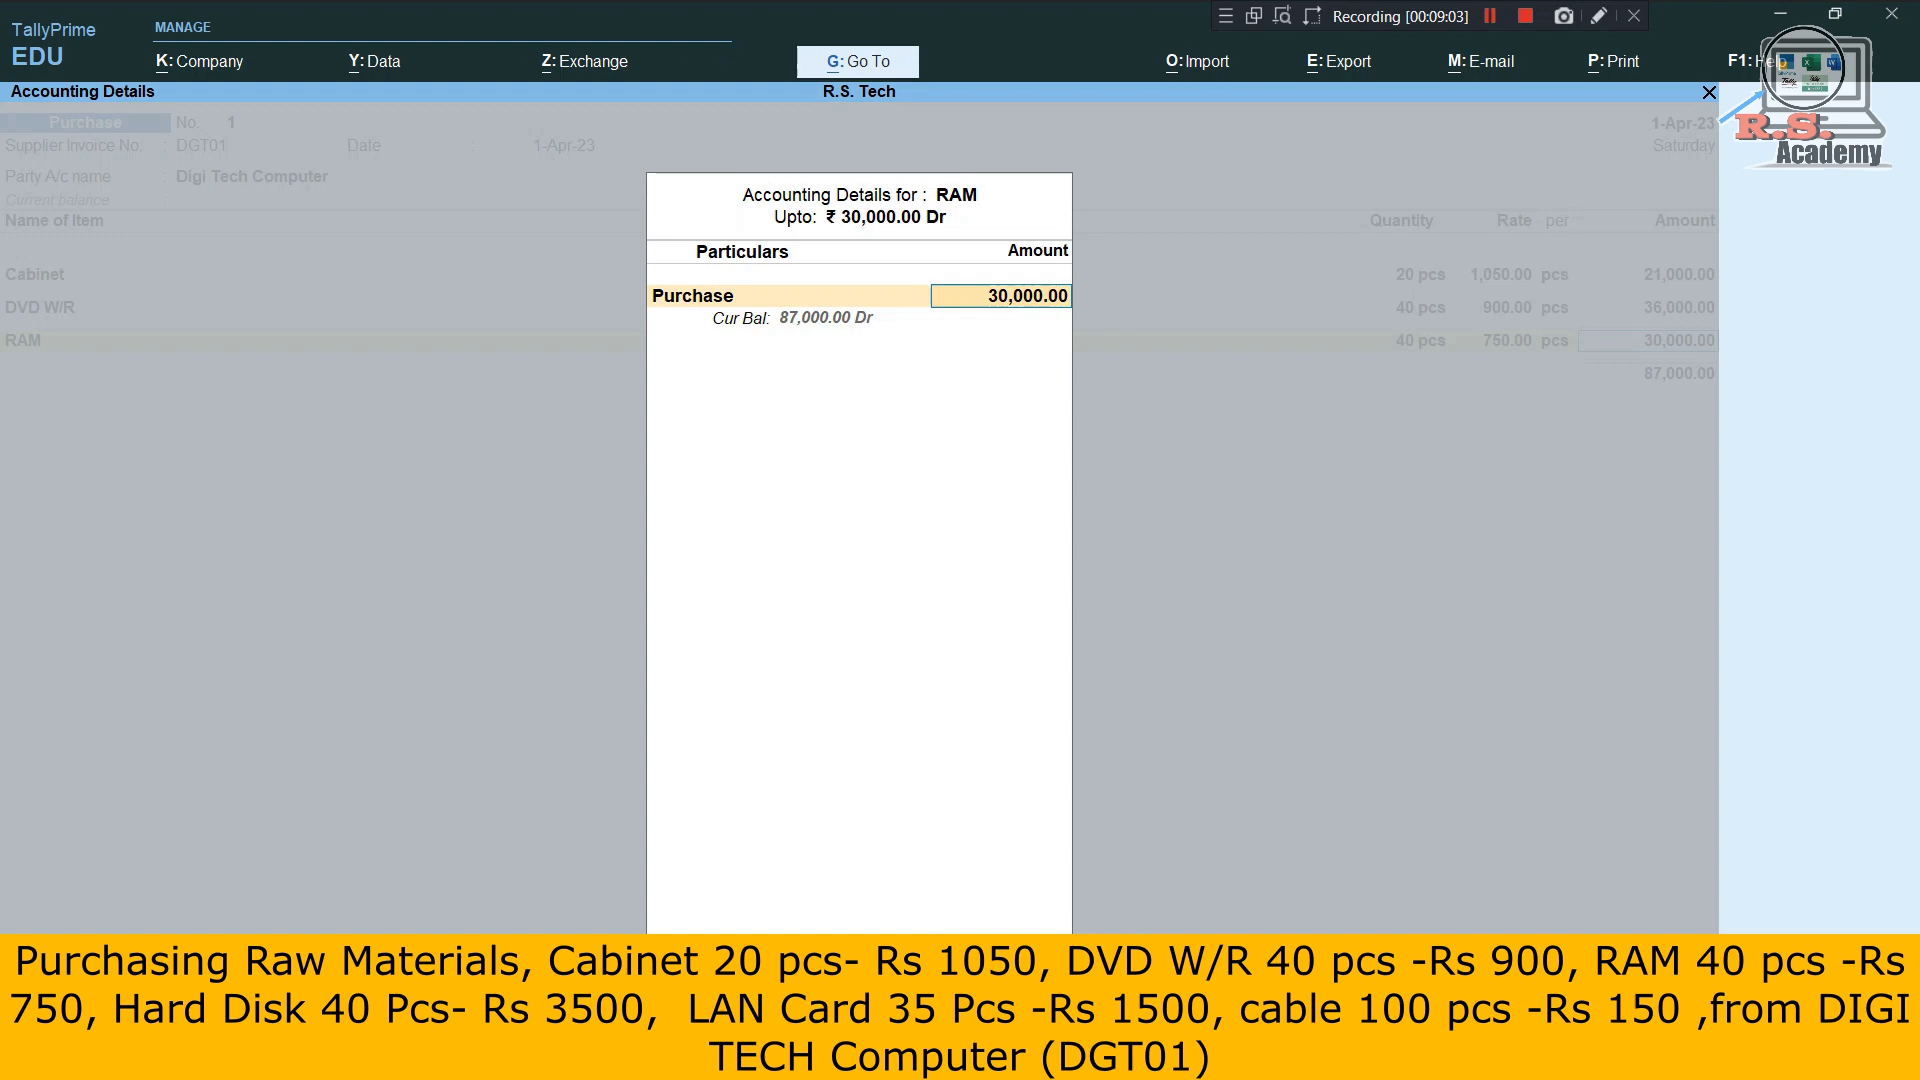 Recording [00:09:03]
TallyPrime
EDU
MANAGE
K: Company
Y: Data
Z: Exchange
G: Go To
O: Import
E: Export
M: E-mail
P: Print
F1: Help
Accounting Details
R.S. Tech
R.S.
Academy
Purchase No. 1
1-Apr-23
Supplier Invoice No. : DGT01 Date : 1-Apr-23
Saturday
Party A/c name : Digi Tech Computer
Current balance :
Name of Item Quantity Rate per Amount
Cabinet 20 pcs 1,050.00 pcs 21,000.00
DVD W/R 40 pcs 900.00 pcs 36,000.00
RAM 40 pcs 750.00 pcs 30,000.00
87,000.00
Accounting Details for : RAM
Upto: ₹ 30,000.00 Dr
Particulars Amount
Purchase 30,000.00
Cur Bal: 87,000.00 Dr
Purchasing Raw Materials, Cabinet 20 pcs- Rs 1050, DVD W/R 40 pcs -Rs 900, RAM 40 pcs -Rs
750, Hard Disk 40 Pcs- Rs 3500, LAN Card 35 Pcs -Rs 1500, cable 100 pcs -Rs 150 ,from DIGI
TECH Computer (DGT01)